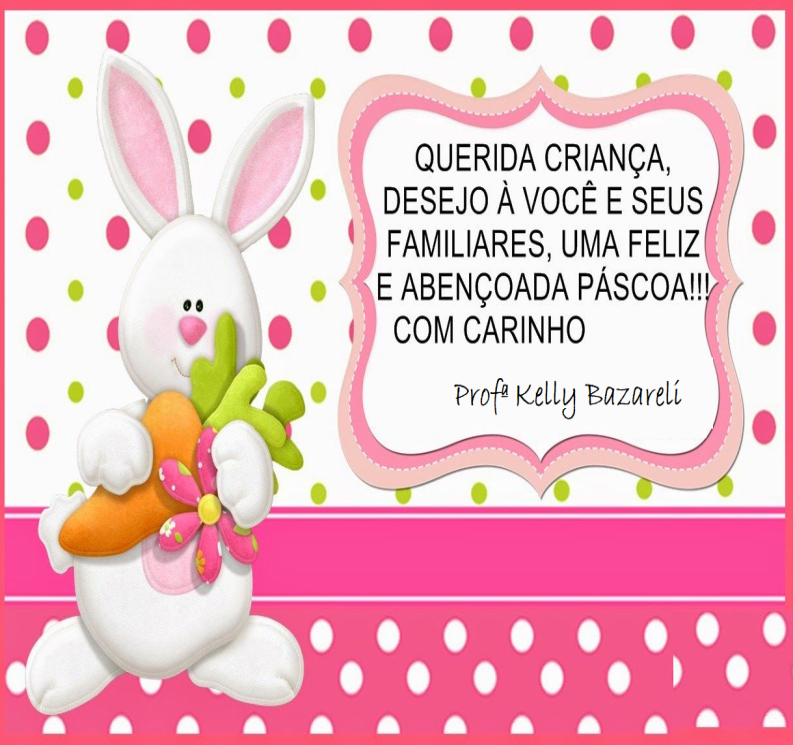 QUERIDA CRIANÇA,
DESEJO À VOCÊ E SEUS
FAMILIARES, UMA FELIZ
E ABENÇOADA PÁSCOA!!!
COM CARINHO
Profª Kelly Bazareli